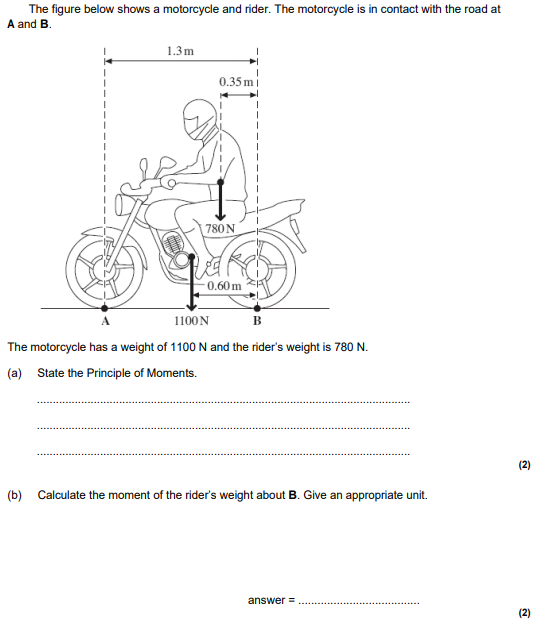 The figure below shows a motorcycle and rider. The motorcycle is in contact with the road at
A and B.
1.3 m
0.35 m
780 N
0.60 m
A
1100 N
B
The motorcycle has a weight of 1100 N and the rider's weight is 780 N.
(a) State the Principle of Moments.
(2)
(b) Calculate the moment of the rider's weight about B. Give an appropriate unit.
answer = ......................................
(2)